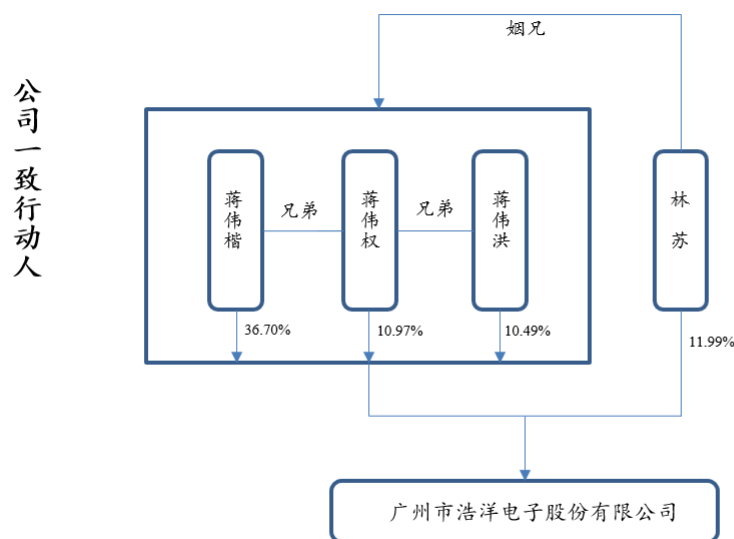 姻兄
公司一致行动人
蒋伟楷
兄弟
蒋伟权
兄弟
蒋伟洪
林苏
36.70%
10.97%
10.49%
11.99%
广州市浩洋电子股份有限公司